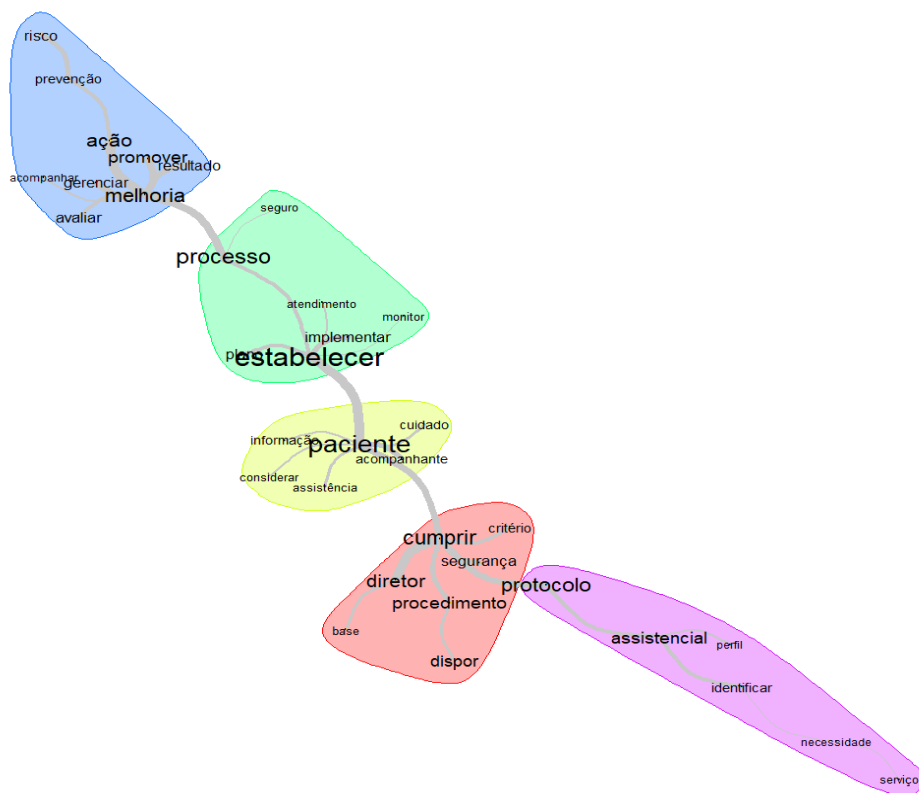 risco
prevenção
ação
promover
resultado
acompanhar
gerenciar
melhoria
avaliar
seguro
processo
atendimento
monitor
implementar
plano
estabelecer
cuidado
informação
paciente
acompanhante
considerar
assistência
critério
cumprir
segurança
diretor
protocolo
procedimento
base
dispor
assistencial
perfil
identificar
necessidade
serviço